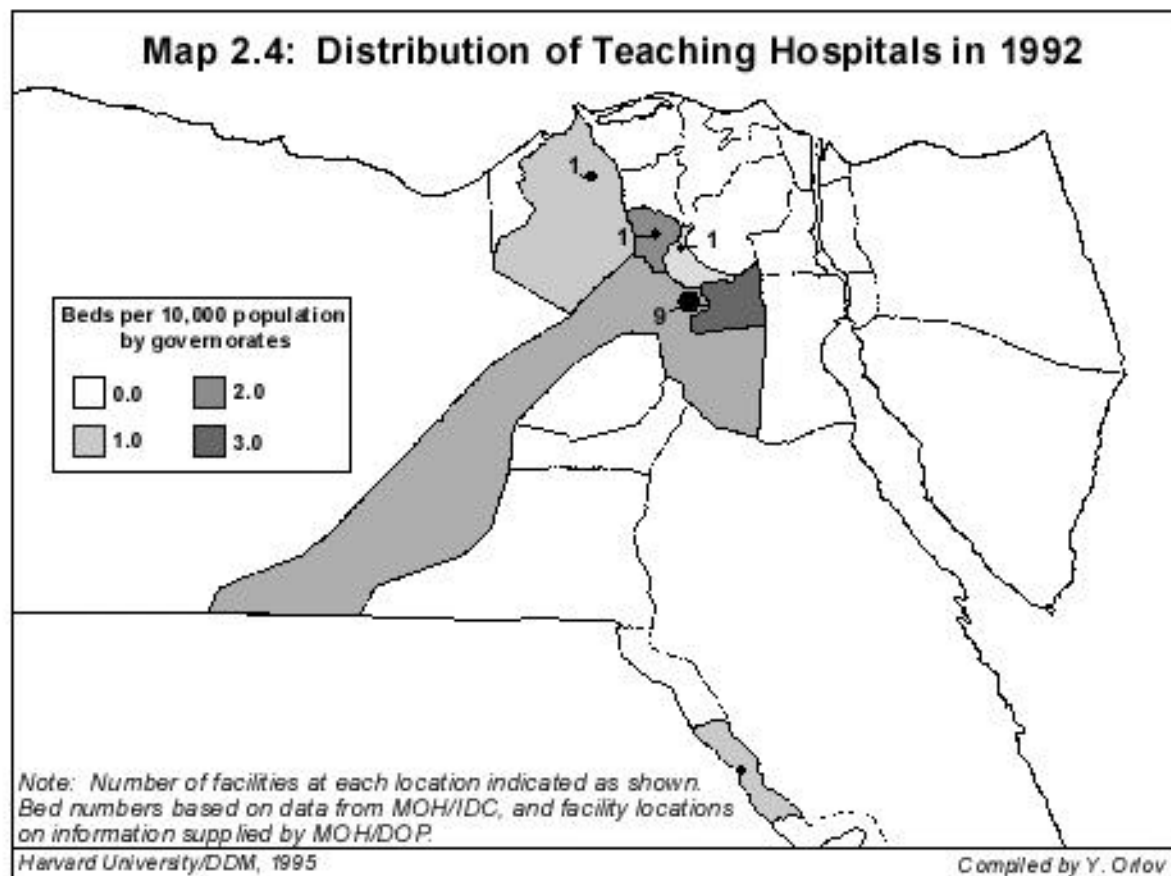 Map 2.4: Distribution of Teaching Hospitals in 1992
1
1
1
9
Beds per 10,000 population
by governorates
0.0
2.0
1.0
3.0
Note: Number of facilities at each location indicated as shown.
Bed numbers based on data from MOH/IDC, and facility locations
on information supplied by MOH/DOP.
Harvard University/DDM, 1995
Compiled by Y. Orlov